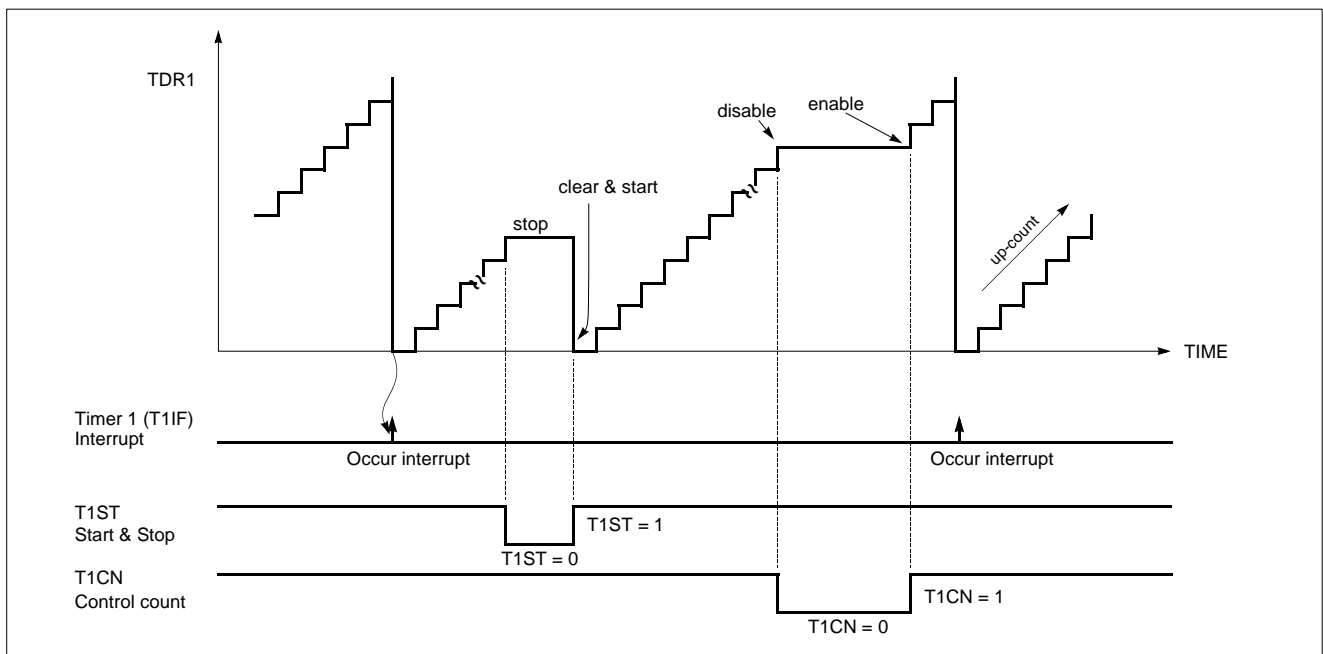 TDR1
disable
enable
clear & start
stop
up-count
TIME
Timer 1 (T1IF)
Interrupt
Occur interrupt
Occur interrupt
T1ST
Start & Stop
T1ST = 1
T1ST = 0
T1CN
Control count
T1CN = 1
T1CN = 0